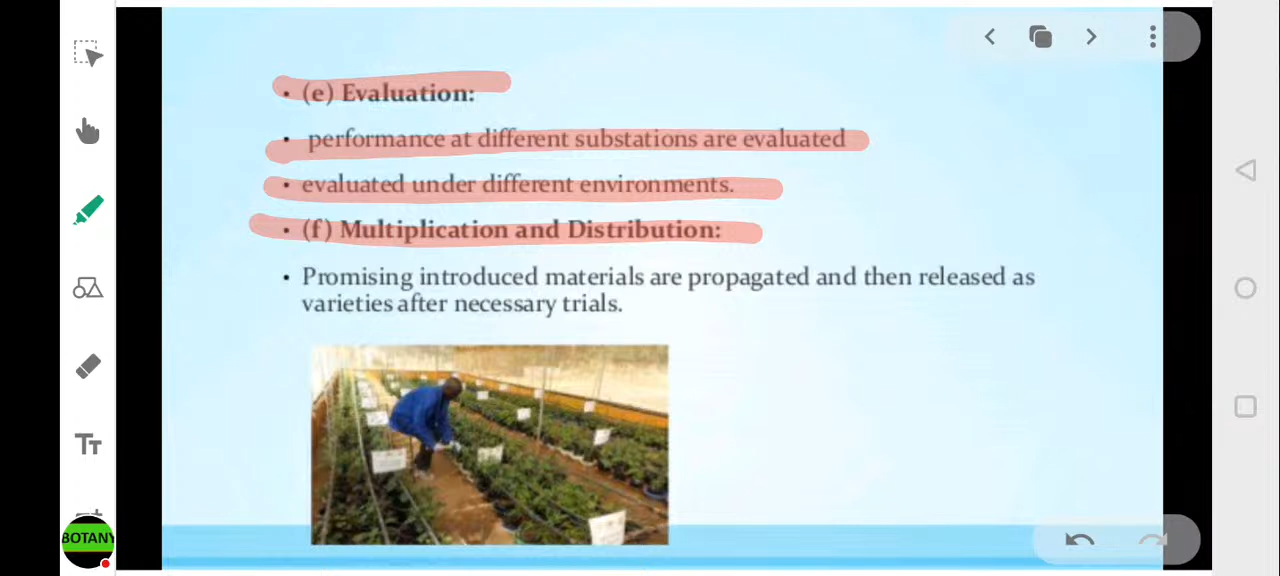 • (e) Evaluation:
• performance at different substations are evaluated
• evaluated under different environments.
• (f) Multiplication and Distribution:
• Promising introduced materials are propagated and then released as
varieties after necessary trials.
TT
BOTANY